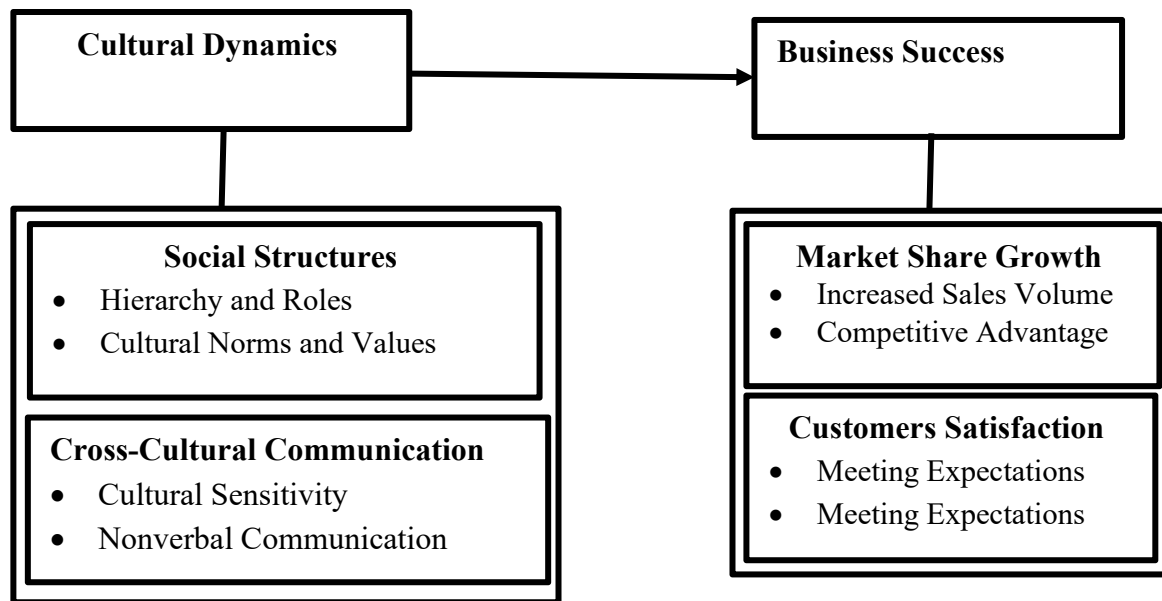 Cultural Dynamics
Business Success
Social Structures
• Hierarchy and Roles
• Cultural Norms and Values
Cross-Cultural Communication
• Cultural Sensitivity
• Nonverbal Communication
Market Share Growth
• Increased Sales Volume
• Competitive Advantage
Customers Satisfaction
• Meeting Expectations
• Meeting Expectations